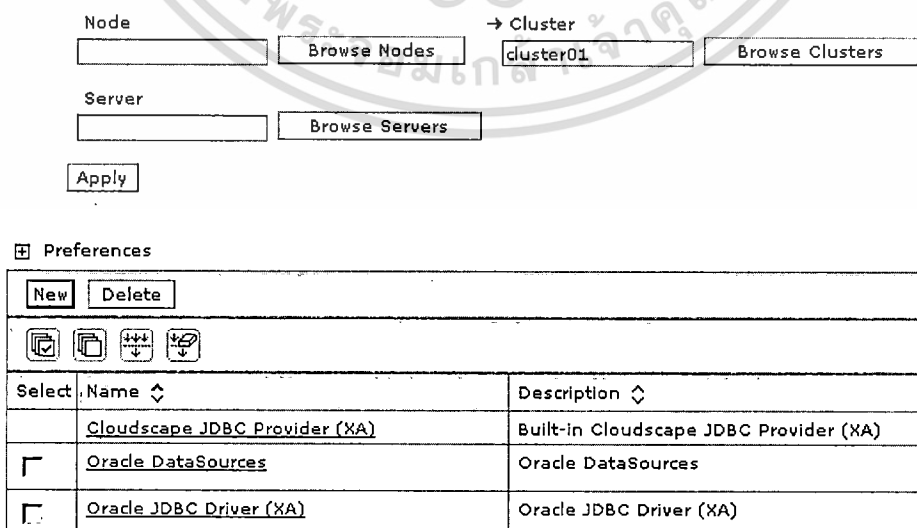 Node → Cluster
Browse Nodes cluster01 Browse Clusters
Server
Browse Servers
Apply
Preferences
New Delete
Select Name Description
Cloudscape JDBC Provider (XA) Built-in Cloudscape JDBC Provider (XA)
Oracle DataSources Oracle DataSources
Oracle JDBC Driver (XA) Oracle JDBC Driver (XA)